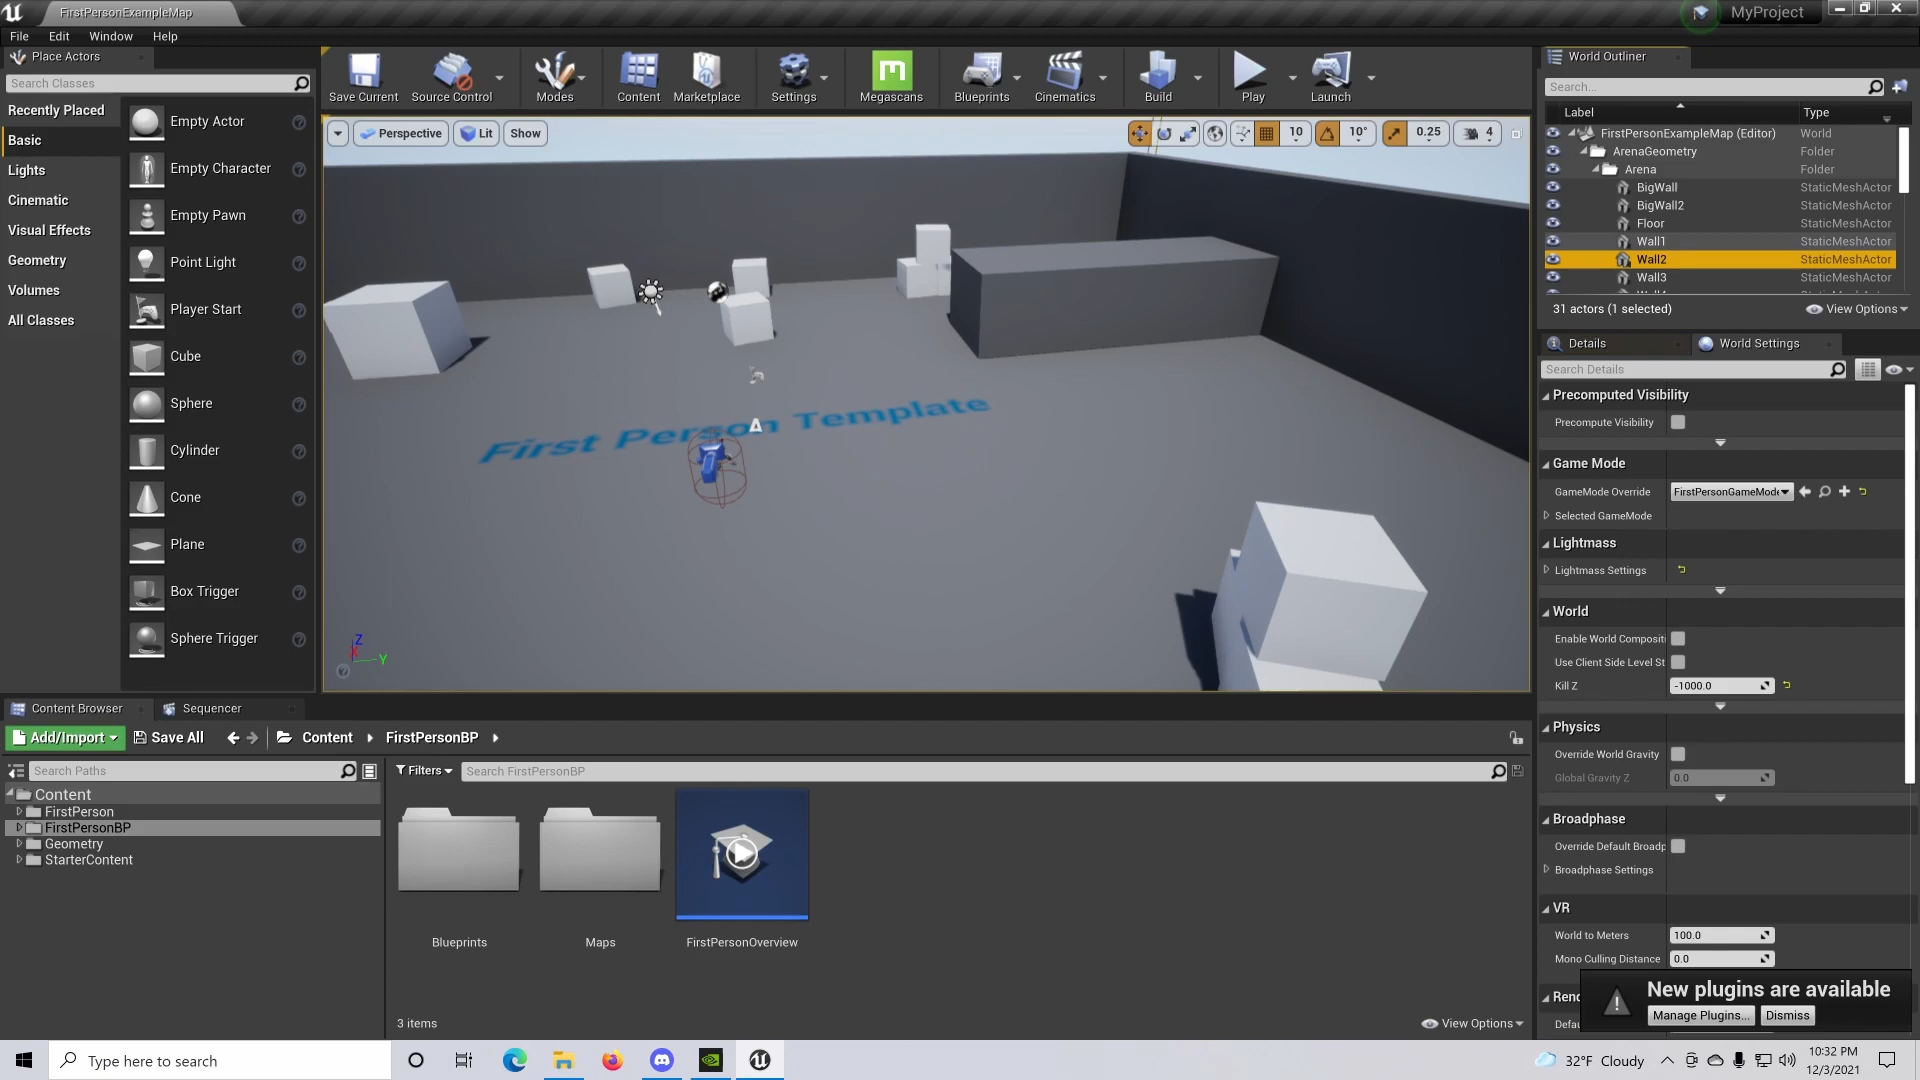 FirstPersonExampleMap
MyProject
File Edit Window Help
Place Actors
Search Classes
Recently Placed
Basic
Lights
Cinematic
Visual Effects
Geometry
Volumes
All Classes
Empty Actor
Empty Character
Empty Pawn
Point Light
Player Start
Cube
Sphere
Cylinder
Cone
Plane
Box Trigger
Sphere Trigger
Save Current Source Control Modes Content Marketplace Settings Megascans Blueprints Cinematics Build Play Launch
Perspective Lit Show
10 10° 0.25 4
First Person Template
Z
X
Y
World Outliner
Search...
Label Type
FirstPersonExampleMap (Editor) World
ArenaGeometry Folder
Arena Folder
BigWall StaticMeshActor
BigWall2 StaticMeshActor
Floor StaticMeshActor
Wall1 StaticMeshActor
Wall2 StaticMeshActor
Wall3 StaticMeshActor
31 actors (1 selected) View Options
Details World Settings
Search Details
Precomputed Visibility
Precompute Visibility
Game Mode
GameMode Override FirstPersonGameMode
Selected GameMode
Lightmass
Lightmass Settings
World
Enable World Compositi
Use Client Side Level St
Kill Z -1000.0
Physics
Override World Gravity
Global Gravity Z 0.0
Broadphase
Override Default Broadp
Broadphase Settings
VR
World to Meters 100.0
Mono Culling Distance 0.0
Rend
Defau
New plugins are available
Manage Plugins... Dismiss
Content Browser Sequencer
Add/Import Save All Content FirstPersonBP
Search Paths
Filters Search FirstPersonBP
Content
FirstPerson
FirstPersonBP
Geometry
StarterContent
Blueprints Maps FirstPersonOverview
3 items View Options
Type here to search
32°F Cloudy
10:32 PM
12/3/2021